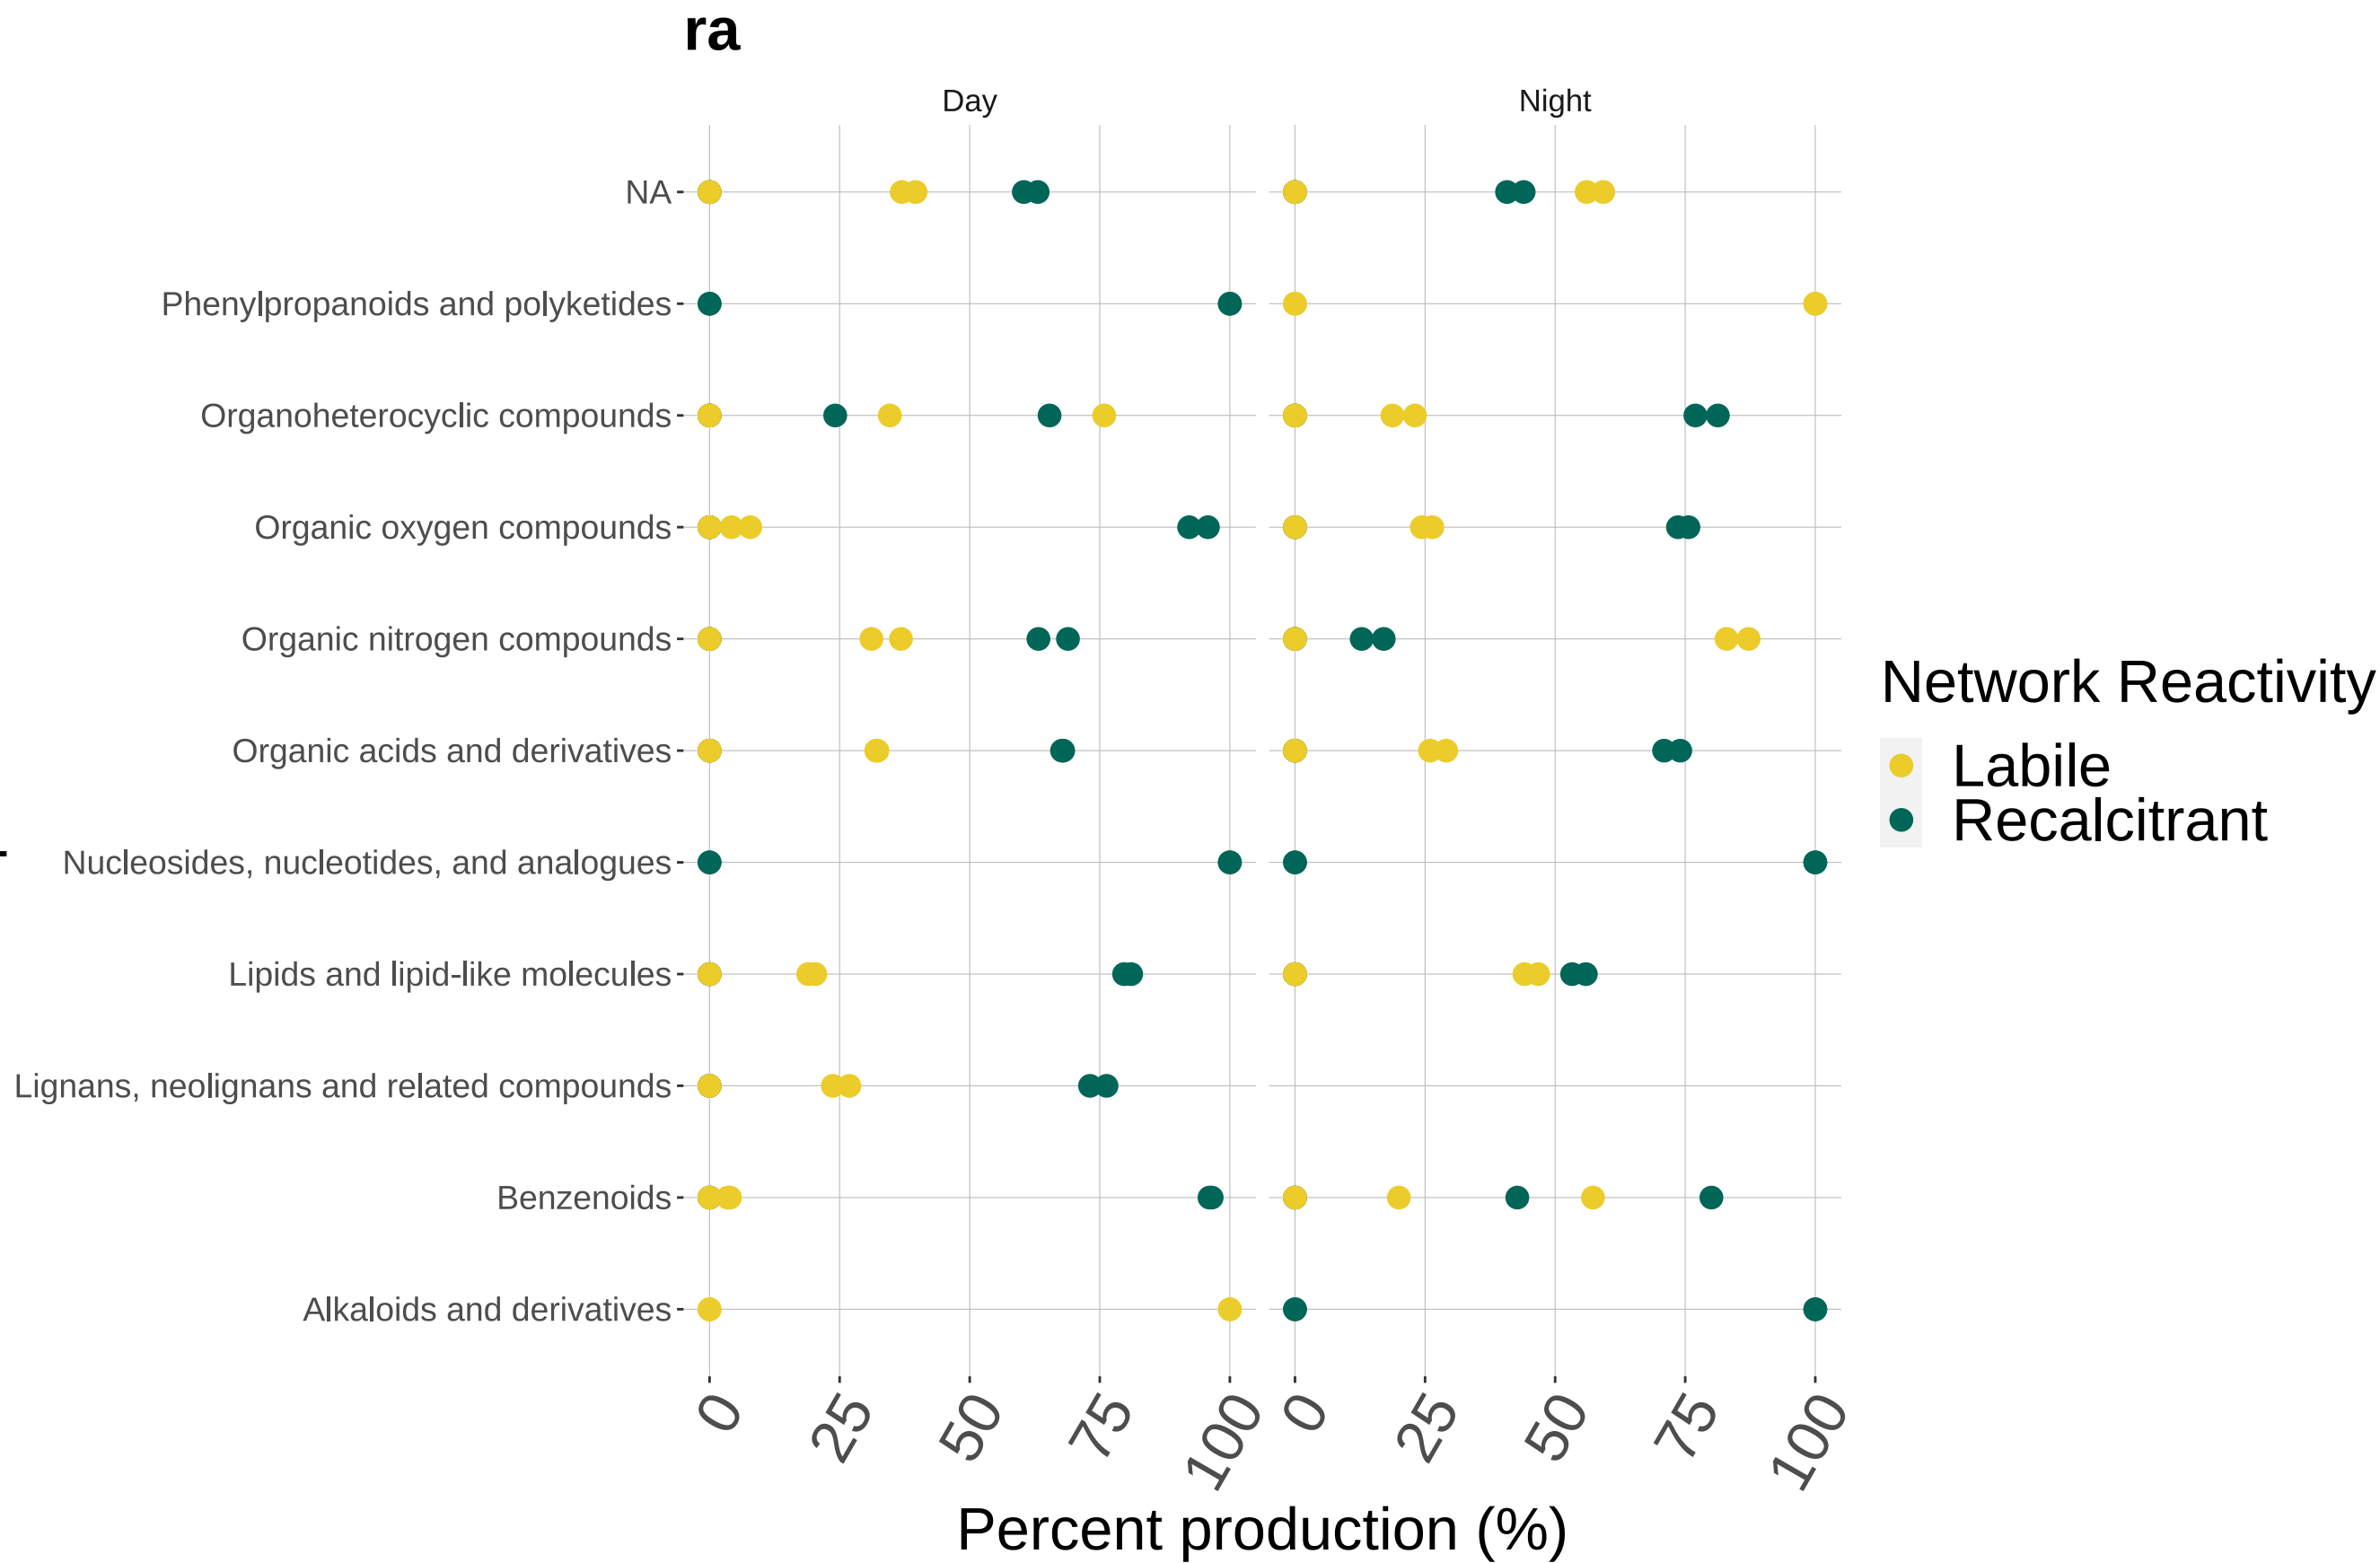 ra
Day
Night
NA
Phenylpropanoids and polyketides
Organoheterocyclic compounds
Organic oxygen compounds
Organic nitrogen compounds
Organic acids and derivatives
Nucleosides, nucleotides, and analogues
Lipids and lipid-like molecules
Lignans, neolignans and related compounds
Benzenoids
Alkaloids and derivatives
0 25 50 75 100 0 25 50 75 100
Percent production (%)
Network Reactivity
Labile
Recalcitrant